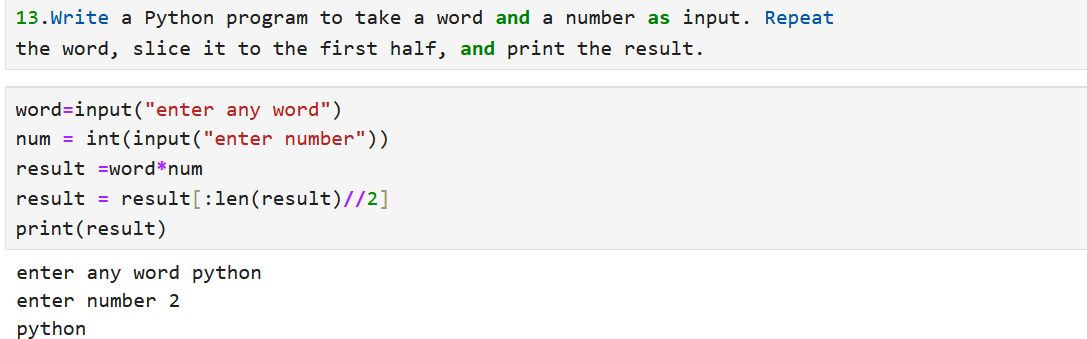 13.Write a Python program to take a word and a number as input. Repeat
the word, slice it to the first half, and print the result.
word=input("enter any word")
num = int(input("enter number"))
result =word*num
result = result[:len(result)//2]
print(result)
enter any word python
enter number 2
python